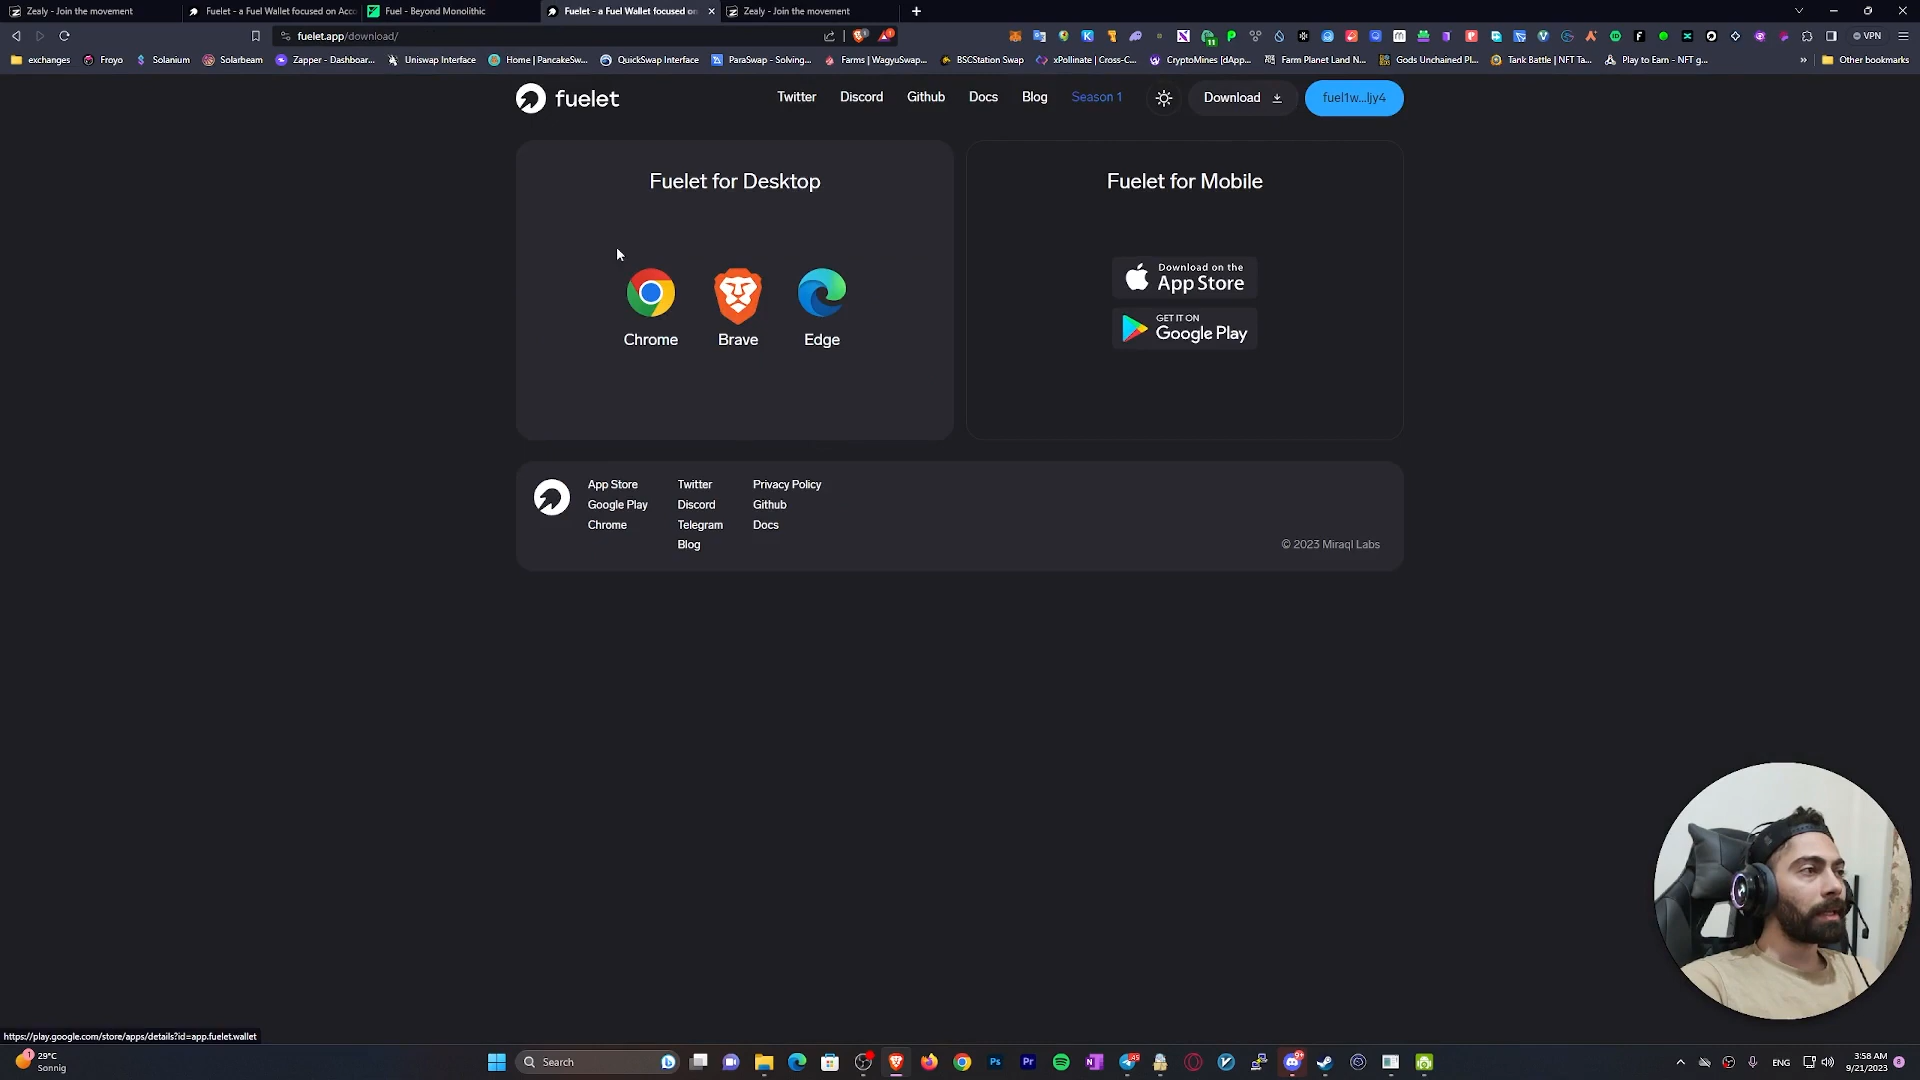 Zealy - Join the movement
Fuelet - a Fuel Wallet focused on Acco
Fuel - Beyond Monolithic
Fuelet - a Fuel Wallet focused on
Zealy - Join the movement
fuelet.app/download/
VPN
exchanges
Froyo
Solanium
Solarbeam
Zapper - Dashboar...
Uniswap Interface
Home | PancakeSw...
QuickSwap Interface
ParaSwap - Solving...
Farms | WagyuSwap...
BSCStation Swap
xPollinate | Cross-C...
CryptoMines [dApp...
Farm Planet Land N...
Gods Unchained Pl...
Tank Battle | NFT Ta...
Play to Earn - NFT g...
Other bookmarks
fuelet
Twitter
Discord
Github
Docs
Blog
Season 1
Download
fuel1w...ljy4
Fuelet for Desktop
Chrome
Brave
Edge
Fuelet for Mobile
Download on the
App Store
GET IT ON
Google Play
App Store
Google Play
Chrome
Twitter
Discord
Telegram
Blog
Privacy Policy
Github
Docs
© 2023 Miraql Labs
https://play.google.com/store/apps/details?id=app.fuelet.wallet
29°C
Sonnig
Search
Ps
Pr
ENG
3:58 AM
9/21/2023